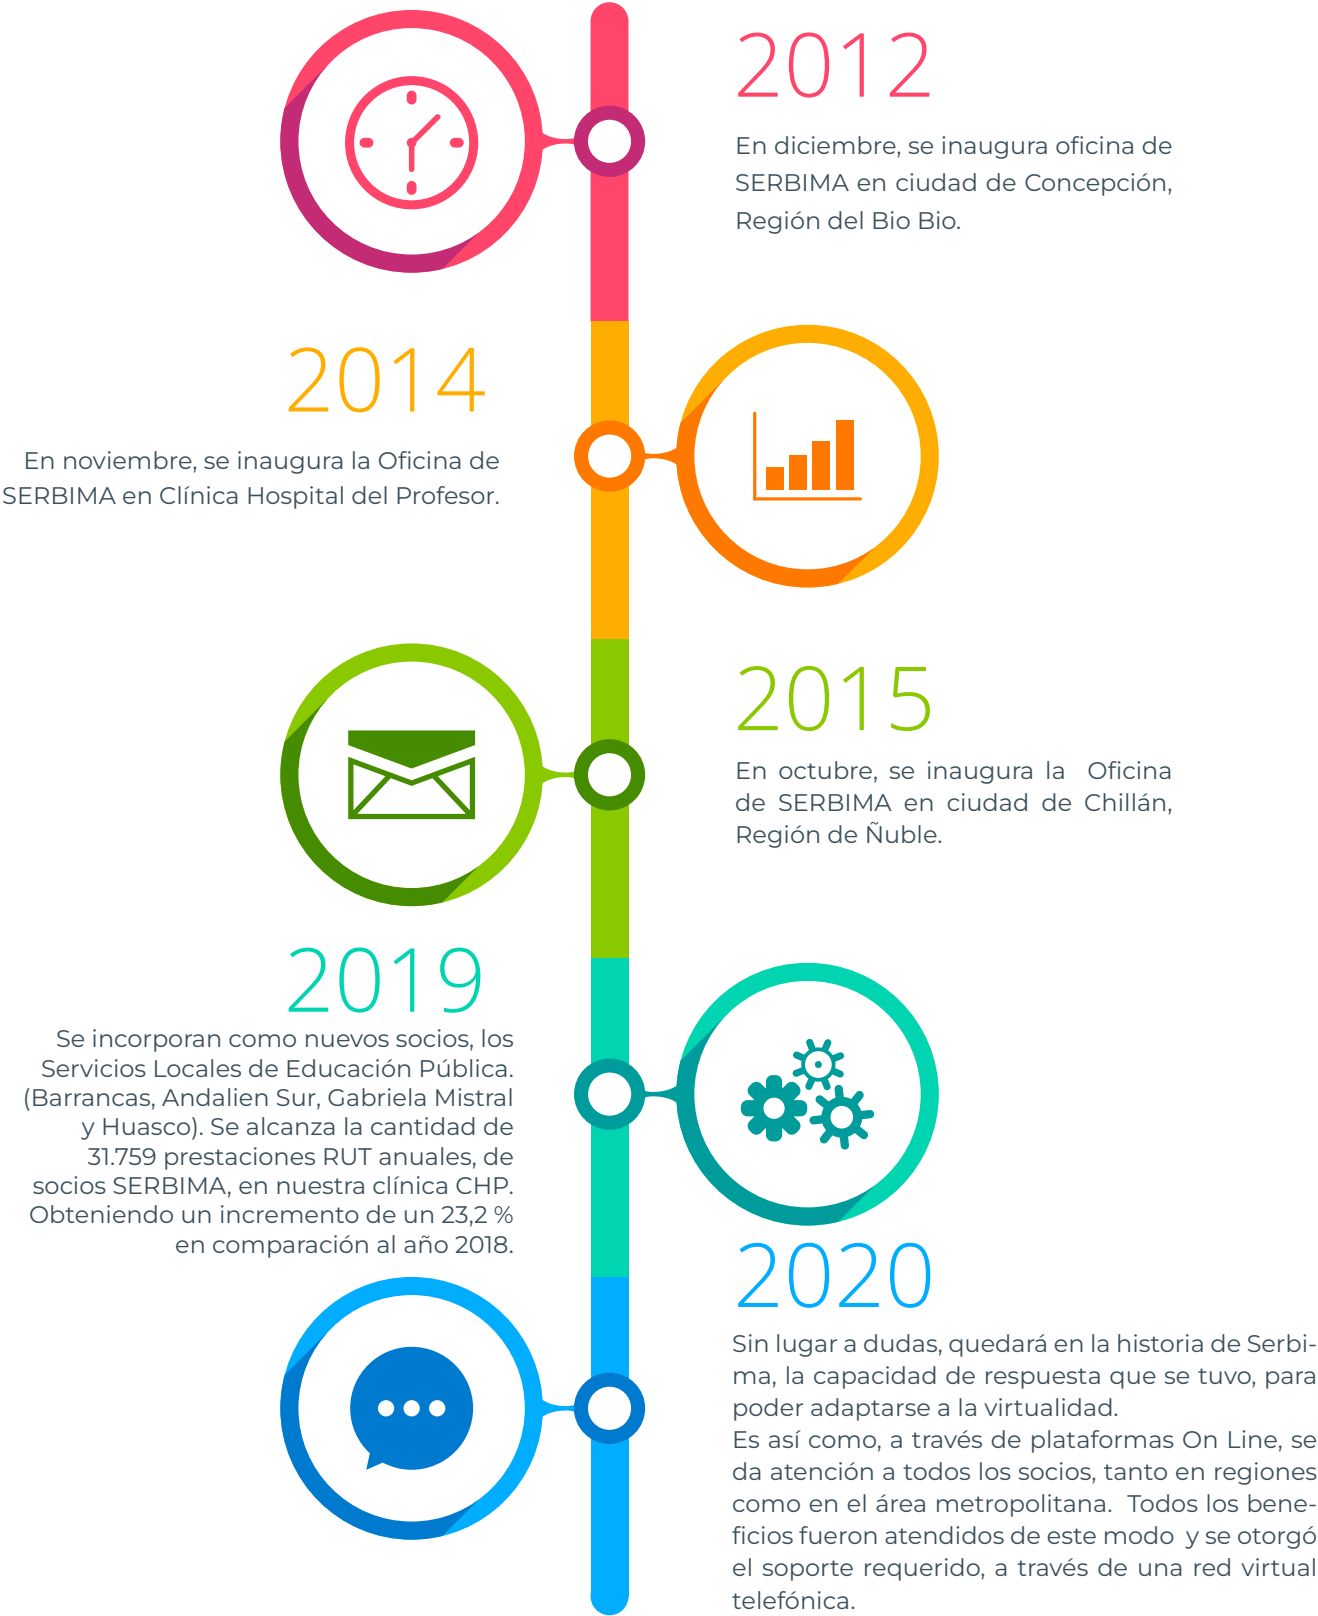 2012
En diciembre, se inaugura oficina de
SERBIMA en ciudad de Concepción,
Región del Bio Bio.
2014
En noviembre, se inaugura la Oficina de
SERBIMA en Clínica Hospital del Profesor.
2015
En octubre, se inaugura la Oficina
de SERBIMA en ciudad de Chillán,
Región de Ñuble.
2019
Se incorporan como nuevos socios, los
Servicios Locales de Educación Pública.
(Barrancas, Andalien Sur, Gabriela Mistral
y Huasco). Se alcanza la cantidad de
31.759 prestaciones RUT anuales, de
socios SERBIMA, en nuestra clínica CHP.
Obteniendo un incremento de un 23,2 %
en comparación al año 2018.
2020
Sin lugar a dudas, quedará en la historia de Serbi-
ma, la capacidad de respuesta que se tuvo, para
poder adaptarse a la virtualidad.
Es así como, a través de plataformas On Line, se
da atención a todos los socios, tanto en regiones
como en el área metropolitana. Todos los bene-
ficios fueron atendidos de este modo y se otorgó
el soporte requerido, a través de una red virtual
telefónica.